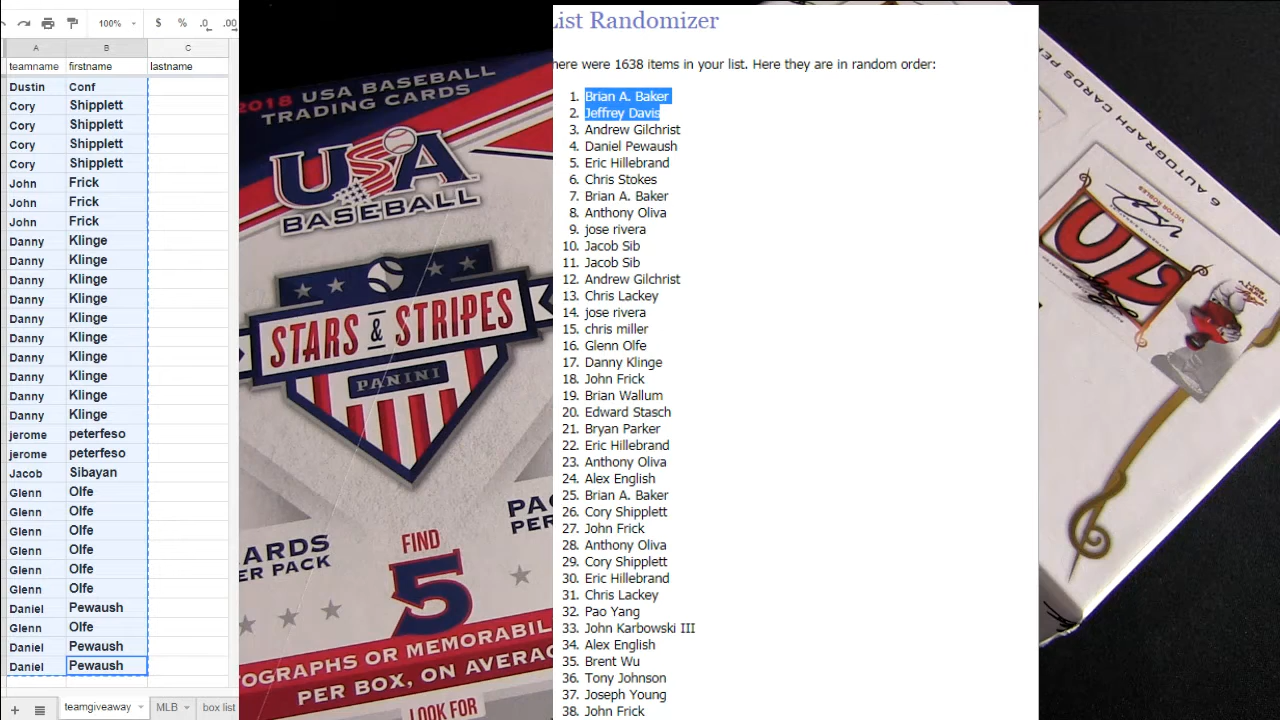 100%
$ % .0 .00
A B C
teamname firstname lastname
Dustin Conf
Cory Shipplett
Cory Shipplett
Cory Shipplett
Cory Shipplett
John Frick
John Frick
John Frick
Danny Klinge
Danny Klinge
Danny Klinge
Danny Klinge
Danny Klinge
Danny Klinge
Danny Klinge
Danny Klinge
Danny Klinge
Danny Klinge
jerome peterfeso
jerome peterfeso
Jacob Sibayan
Glenn Olfe
Glenn Olfe
Glenn Olfe
Glenn Olfe
Glenn Olfe
Glenn Olfe
Daniel Pewaush
Glenn Olfe
Daniel Pewaush
Daniel Pewaush
teamgiveaway MLB box list
2018 USA BASEBALL
TRADING CARDS
USA
BASEBALL
STARS & STRIPES
PANINI
ARDS
ER PACK
PAC
PER
FIND
5
OGRAPHS OR MEMORABIL
PER BOX, ON AVERAG
LOOK FOR
List Randomizer
here were 1638 items in your list. Here they are in random order:
1. Brian A. Baker
2. Jeffrey Davis
3. Andrew Gilchrist
4. Daniel Pewaush
5. Eric Hillebrand
6. Chris Stokes
7. Brian A. Baker
8. Anthony Oliva
9. jose rivera
10. Jacob Sib
11. Jacob Sib
12. Andrew Gilchrist
13. Chris Lackey
14. jose rivera
15. chris miller
16. Glenn Olfe
17. Danny Klinge
18. John Frick
19. Brian Wallum
20. Edward Stasch
21. Bryan Parker
22. Eric Hillebrand
23. Anthony Oliva
24. Alex English
25. Brian A. Baker
26. Cory Shipplett
27. John Frick
28. Anthony Oliva
29. Cory Shipplett
30. Eric Hillebrand
31. Chris Lackey
32. Pao Yang
33. John Karbowski III
34. Alex English
35. Brent Wu
36. Tony Johnson
37. Joseph Young
38. John Frick
CARDS PER
6 AUTOGRAPH
VICTOR ROBLES